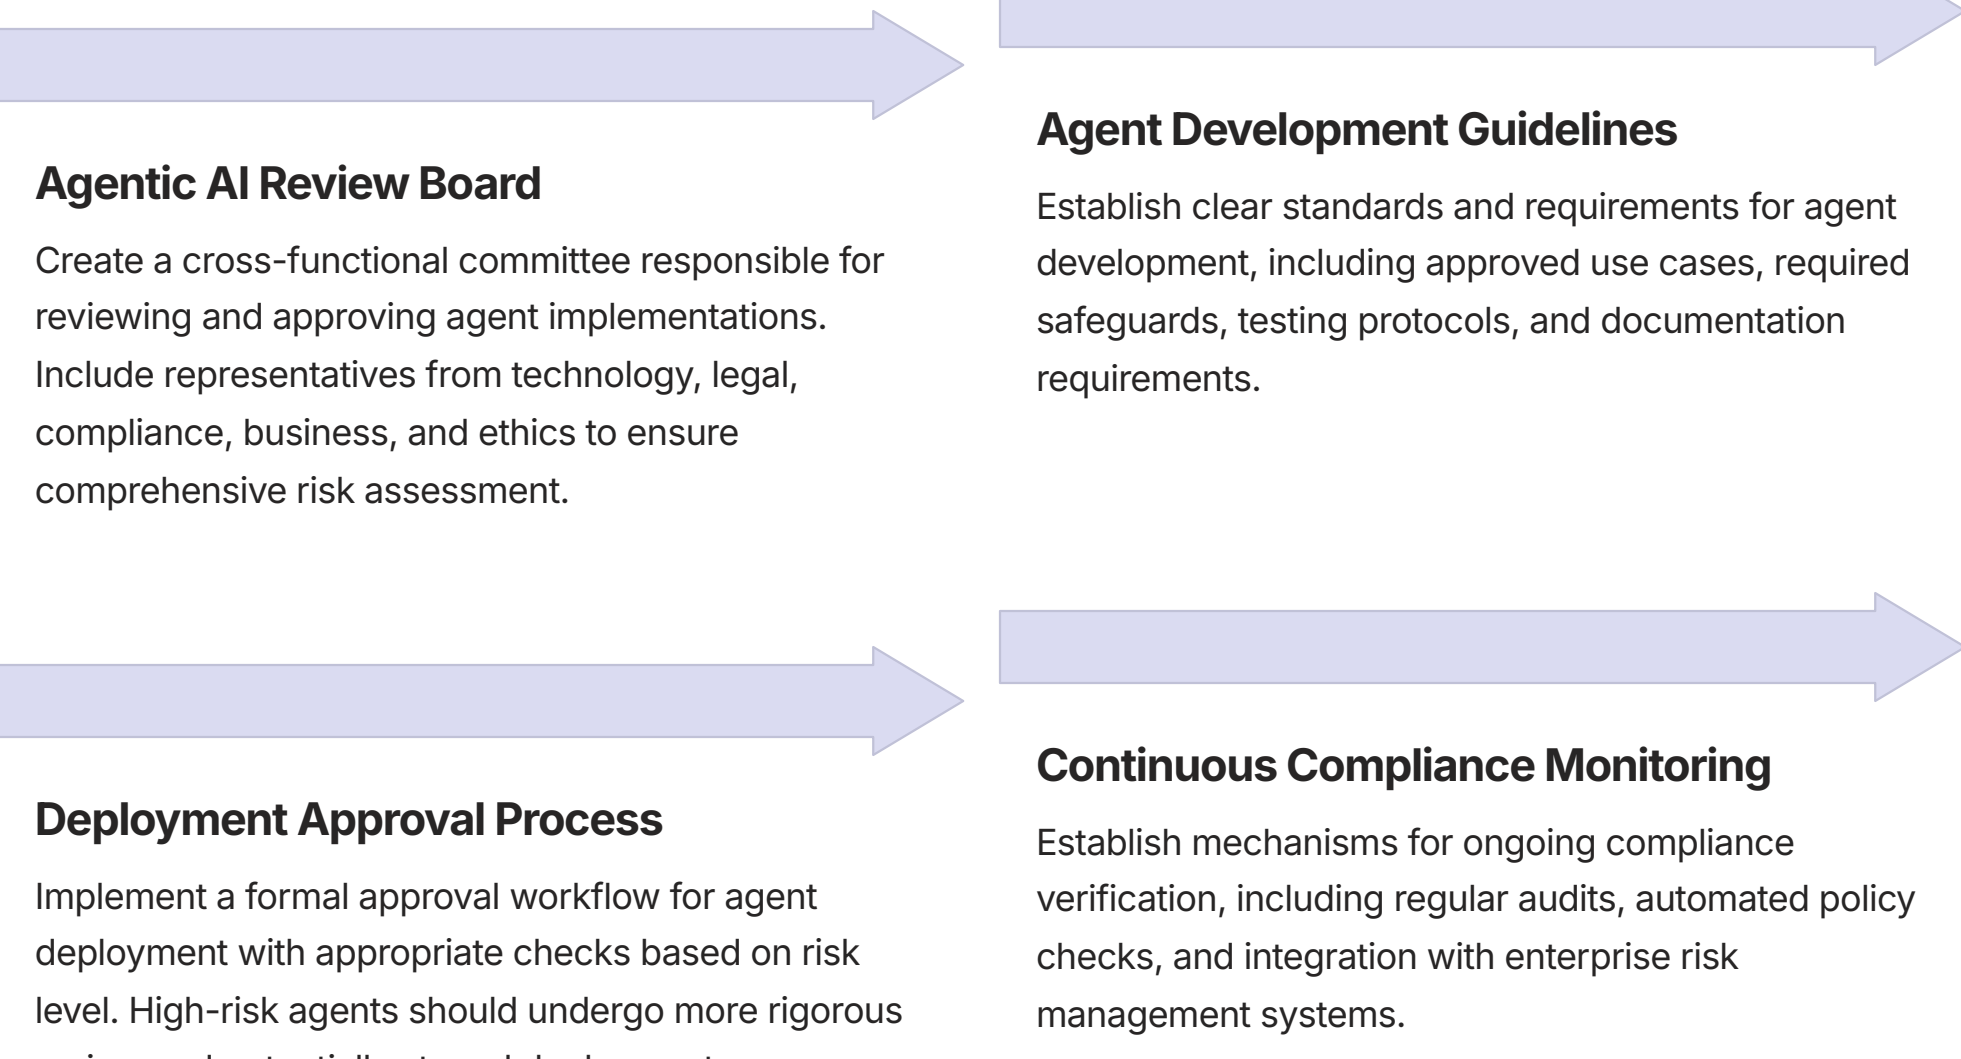 Agentic AI Review Board
Create a cross-functional committee responsible for
reviewing and approving agent implementations.
Include representatives from technology, legal,
compliance, business, and ethics to ensure
comprehensive risk assessment.
Agent Development Guidelines
Establish clear standards and requirements for agent
development, including approved use cases, required
safeguards, testing protocols, and documentation
requirements.
Deployment Approval Process
Implement a formal approval workflow for agent
deployment with appropriate checks based on risk
level. High-risk agents should undergo more rigorous
Continuous Compliance Monitoring
Establish mechanisms for ongoing compliance
verification, including regular audits, automated policy
checks, and integration with enterprise risk
management systems.